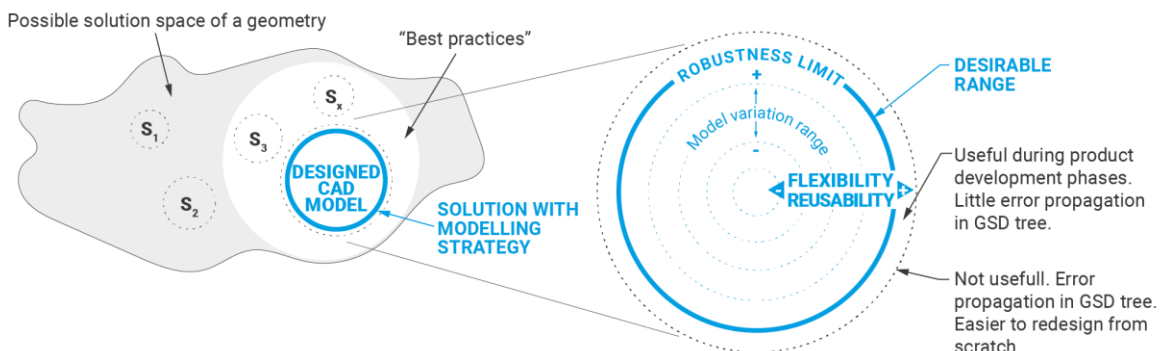 Possible solution space of a geometry
"Best practices"
S1
S2
S3
Sx
DESIGNED
CAD
MODEL
SOLUTION WITH
MODELLING
STRATEGY
ROBUSTNESS LIMIT
+
Model variation range
-
- FLEXIBILITY +
REUSABILITY
DESIRABLE
RANGE
Useful during product
development phases.
Little error propagation
in GSD tree.
Not usefull. Error
propagation in GSD tree.
Easier to redesign from
scratch